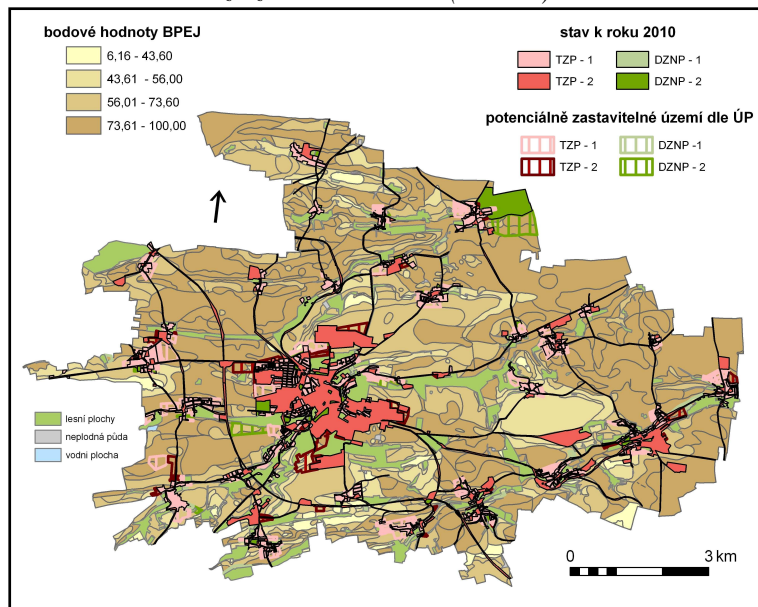 bodové hodnoty BPEJ
6,16 - 43,60
43,61 - 56,00
56,01 - 73,60
73,61 - 100,00
stav k roku 2010
TZP - 1
DZNP - 1
TZP - 2
DZNP - 2
potenciálně zastavitelné území dle ÚP
TZP - 1
DZNP -1
TZP - 2
DZNP - 2
lesní plochy
neplodná půda
vodni plocha
0
3 km